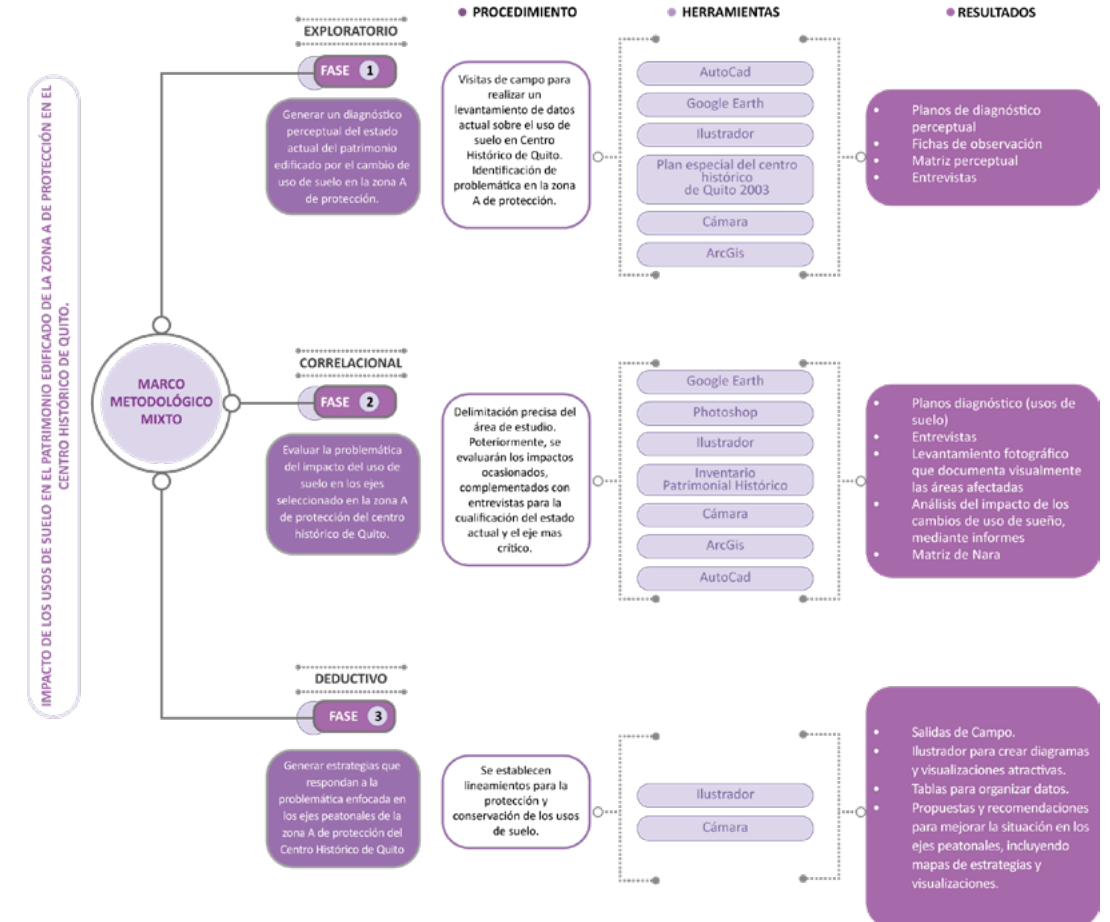 IMPACTO DE LOS USOS DE SUELO EN EL PATRIMONIO EDIFICADO DE LA ZONA A DE PROTECCIÓN EN EL
CENTRO HISTÓRICO DE QUITO.
MARCO
METODOLÓGICO
MIXTO
PROCEDIMIENTO
HERRAMIENTAS
RESULTADOS
EXPLORATORIO
FASE 1
Generar un diagnóstico
perceptual del estado
actual del patrimonio
edificado por el cambio de
uso de suelo en la zona A
de protección.
Visitas de campo para
realizar un
levantamiento de datos
actual sobre el uso de
suelo en Centro
Histórico de Quito.
Identificación de
problemática en la zona
A de protección.
AutoCad
Google Earth
Ilustrador
Plan especial del centro
histórico
de Quito 2003
Cámara
ArcGis
• Planos de diagnóstico
perceptual
• Fichas de observación
• Matriz perceptual
• Entrevistas
CORRELACIONAL
FASE 2
Evaluar la problemática
del impacto del uso de
suelo en los ejes
seleccionado en la zona A
de protección del centro
histórico de Quito.
Delimitación precisa del
área de estudio.
Poteriormente, se
evaluarán los impactos
ocasionados,
complementados con
entrevistas para la
cualificación del estado
actual y el eje mas
crítico.
Google Earth
Photoshop
Ilustrador
Inventario
Patrimonial Histórico
Cámara
ArcGis
AutoCad
• Planos diagnóstico (usos de
suelo)
• Entrevistas
• Levantamiento fotográfico
que documenta visualmente
las áreas afectadas
• Análisis del impacto de los
cambios de uso de sueño,
mediante informes
• Matriz de Nara
DEDUCTIVO
FASE 3
Generar estrategias que
respondan a la
problemática enfocada en
los ejes peatonales de la
zona A de protección del
Centro Histórico de Quito
Se establecen
lineamientos para la
protección y
conservación de los usos
de suelo.
Ilustrador
Cámara
• Salidas de Campo.
• Ilustrador para crear diagramas
y visualizaciones atractivas.
• Tablas para organizar datos.
• Propuestas y recomendaciones
para mejorar la situación en los
ejes peatonales, incluyendo
mapas de estrategias y
visualizaciones.